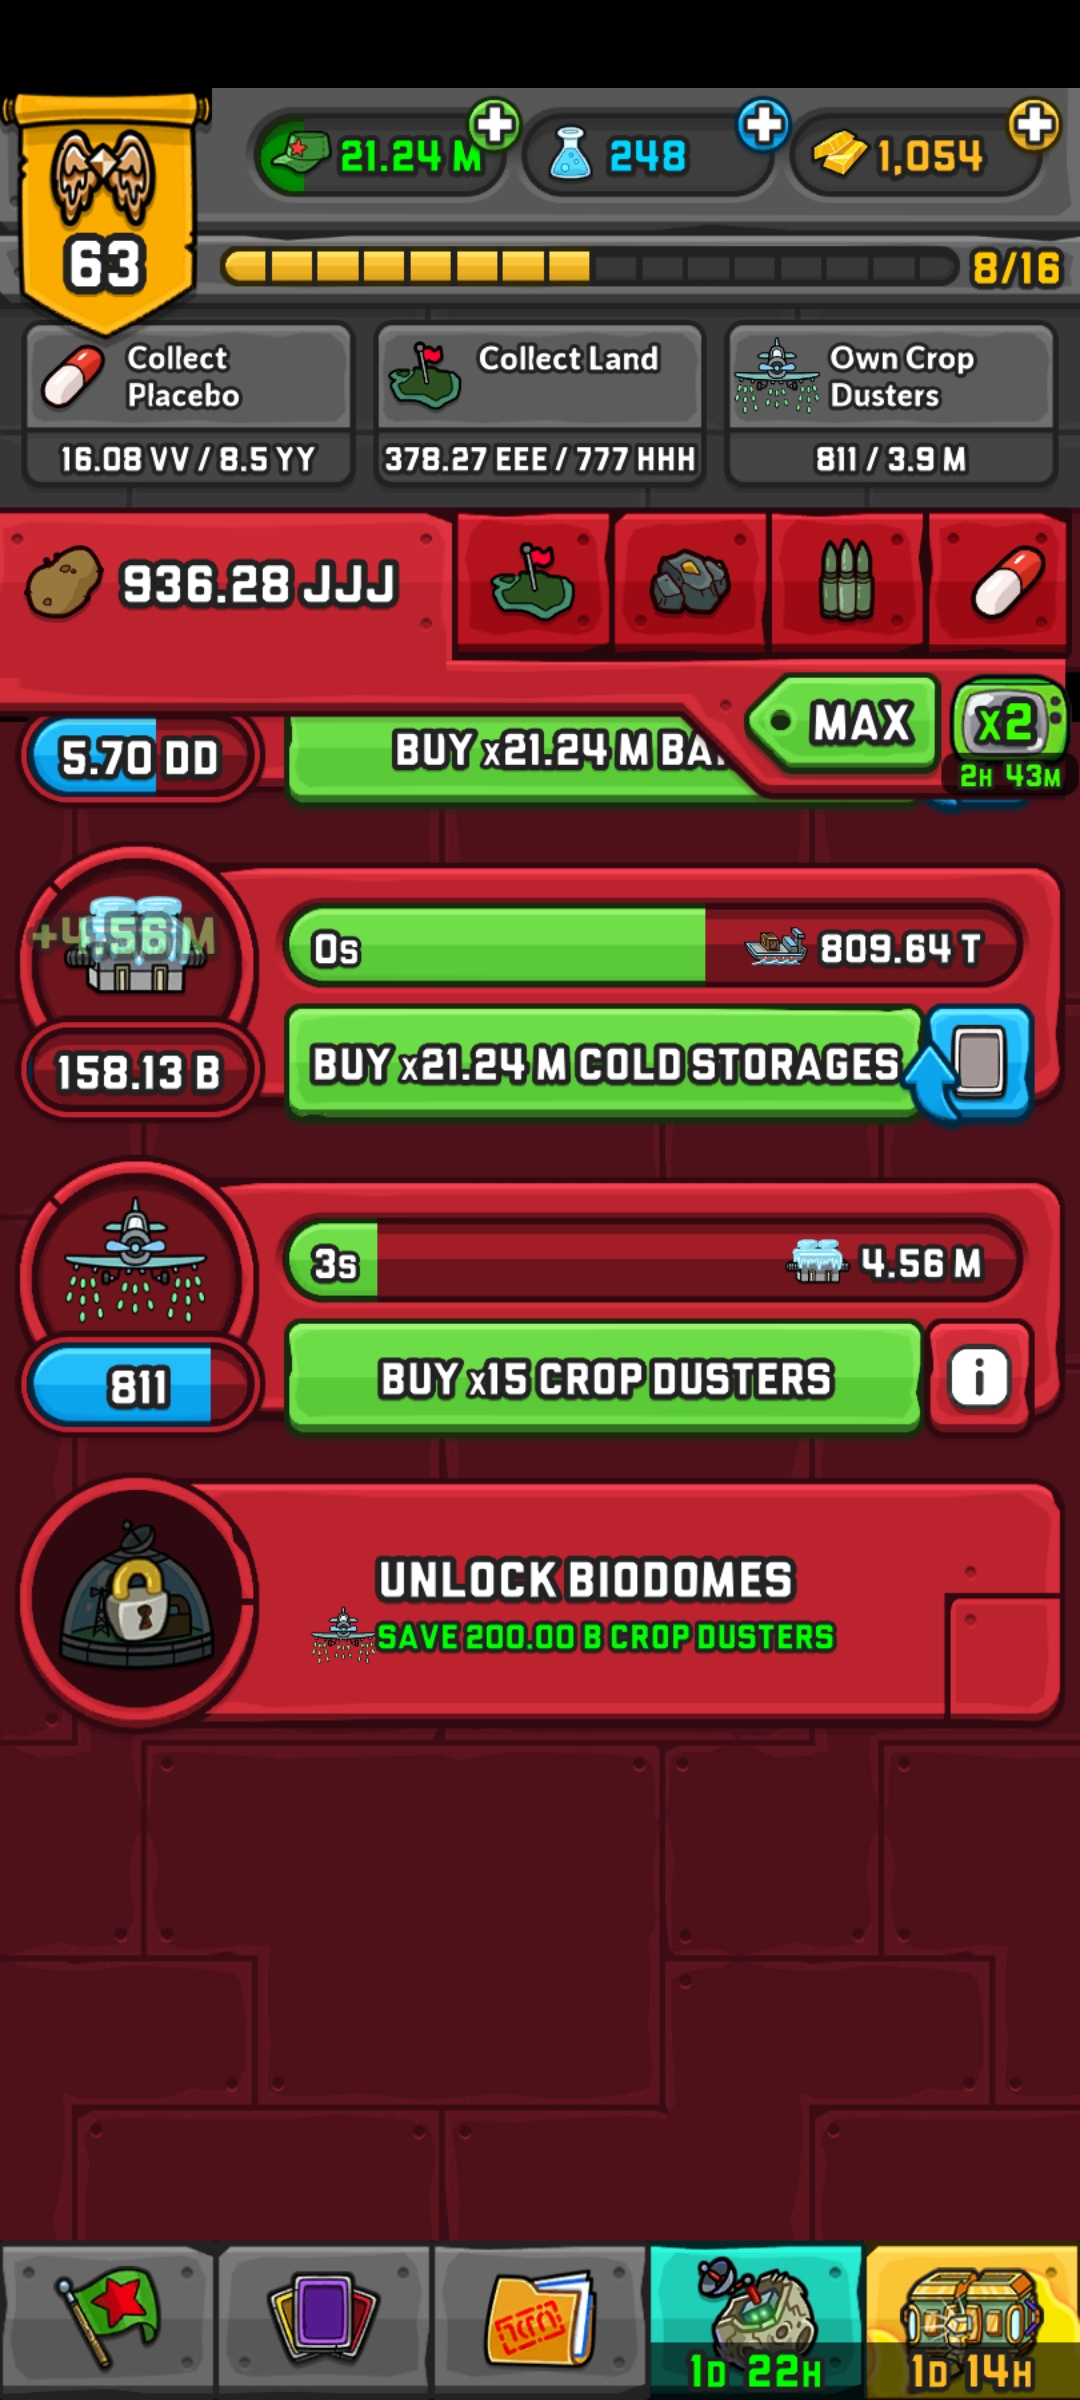 21.24 M
248
1,054
63
8/16
Collect
Placebo
16.08 VV / 8.5 YY
Collect Land
378.27 EEE / 777 HHH
Own Crop
Dusters
811 / 3.9 M
936.28 JJJ
MAX
x2
2H 43M
5.70 DD
BUY x21.24 M
+4.56 M
0s
809.64 T
158.13 B
BUY x21.24 M COLD STORAGES
3s
4.56 M
811
BUY x15 CROP DUSTERS
i
UNLOCK BIODOMES
SAVE 200.00 B CROP DUSTERS
1D 22H
1D 14H